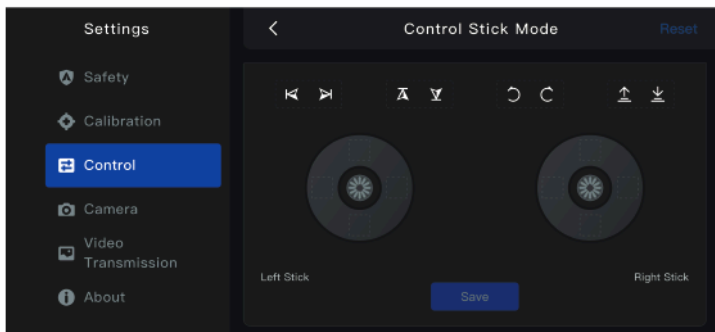 Settings
Control Stick Mode
Reset
Safety
Calibration
Control
Camera
Video
Transmission
About
Left Stick
Right Stick
Save